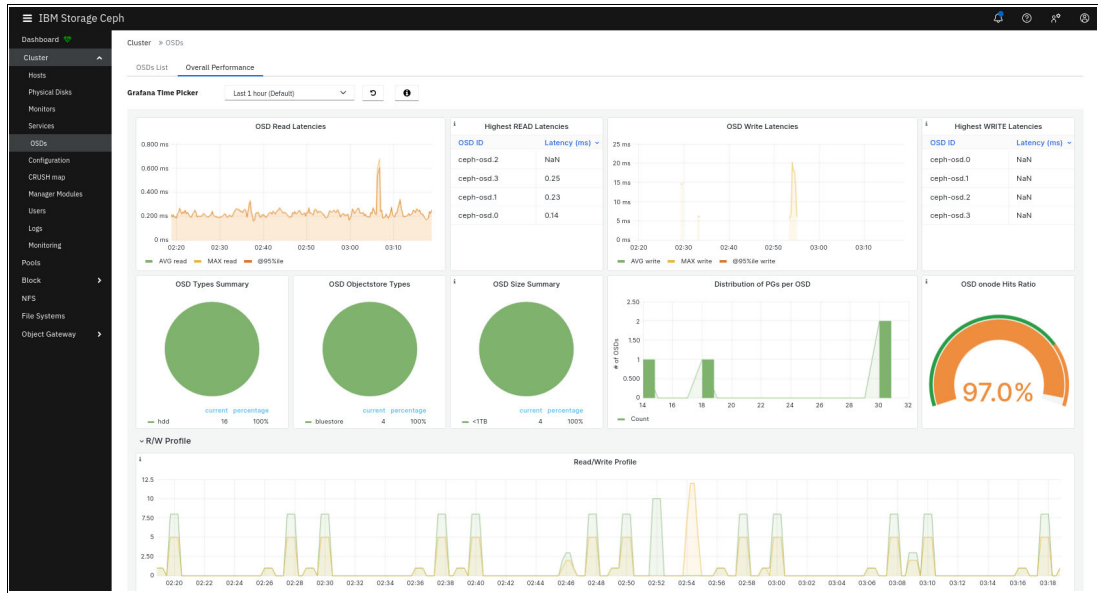 IBM Storage Ceph
Dashboard
Cluster
Hosts
Physical Disks
Monitors
Services
OSDs
Configuration
CRUSH map
Manager Modules
Users
Logs
Monitoring
Pools
Block
NFS
File Systems
Object Gateway
Cluster » OSDs
OSDs List Overall Performance
Grafana Time Picker Last 1 hour (Default)
OSD Read Latencies
0.800 ms
0.600 ms
0.400 ms
0.200 ms
0 ms
02:20 02:30 02:40 02:50 03:00 03:10
AVG read MAX read @95%ile
Highest READ Latencies
OSD ID Latency (ms)
ceph-osd.2 NaN
ceph-osd.3 0.25
ceph-osd.1 0.23
ceph-osd.0 0.14
OSD Write Latencies
25 ms
20 ms
15 ms
10 ms
5 ms
0 ms
02:20 02:30 02:40 02:50 03:00 03:10
AVG write MAX write @95%ile write
Highest WRITE Latencies
OSD ID Latency (ms)
ceph-osd.0 NaN
ceph-osd.1 NaN
ceph-osd.2 NaN
ceph-osd.3 NaN
OSD Types Summary
current percentage
hdd 16 100%
OSD Objectstore Types
current percentage
bluestore 4 100%
OSD Size Summary
current percentage
<1TB 4 100%
Distribution of PGs per OSD
# of OSDs
2.50
2
1.50
1
0.500
0
14 16 18 20 22 24 26 28 30 32
Count
OSD onode Hits Ratio
97.0%
R/W Profile
Read/Write Profile
12.5
10
7.50
5
2.50
0
02:20 02:22 02:24 02:26 02:28 02:30 02:32 02:34 02:36 02:38 02:40 02:42 02:44 02:46 02:48 02:50 02:52 02:54 02:56 02:58 03:00 03:02 03:04 03:06 03:08 03:10 03:12 03:14 03:16 03:18